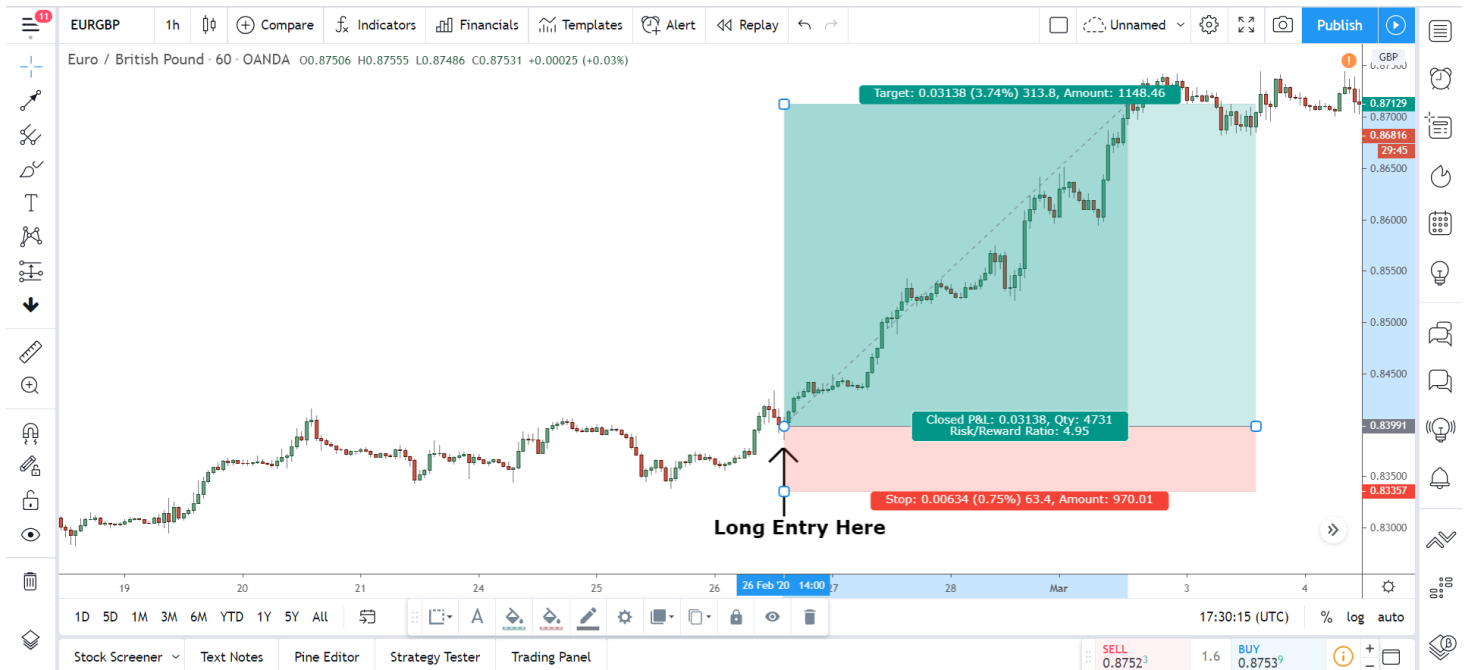 11
EURGBP
1h
Compare
Indicators
Financials
Templates
Alert
Replay
Unnamed
Publish
Euro / British Pound · 60 · OANDA O0.87506 H0.87555 L0.87486 C0.87531 +0.00025 (+0.03%)
GBP
0.87500
Target: 0.03138 (3.74%) 313.8, Amount: 1148.46
0.87129
0.87000
0.86816
29:45
0.86500
0.86000
0.85500
0.85000
0.84500
Closed P&L: 0.03138, Qty: 4731
Risk/Reward Ratio: 4.95
0.83991
0.83500
0.83357
Stop: 0.00634 (0.75%) 63.4, Amount: 970.01
Long Entry Here
0.83000
19 20 21 24 25 26 26 Feb '20 14:00 27 28 Mar 3 4
1D 5D 1M 3M 6M YTD 1Y 5Y All
A
17:30:15 (UTC)
% log auto
Stock Screener
Text Notes
Pine Editor
Strategy Tester
Trading Panel
SELL
0.87523
1.6
BUY
0.87539